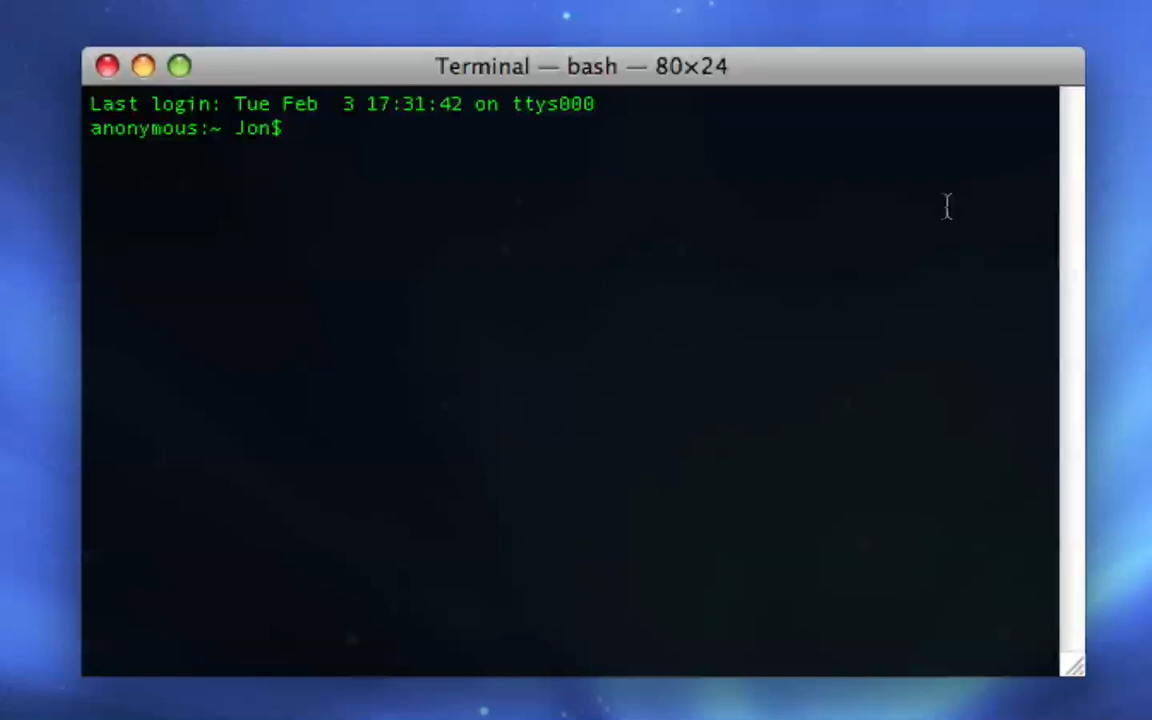 Terminal — bash — 80×24
Last login: Tue Feb  3 17:31:42 on ttys000
anonymous:~ Jon$